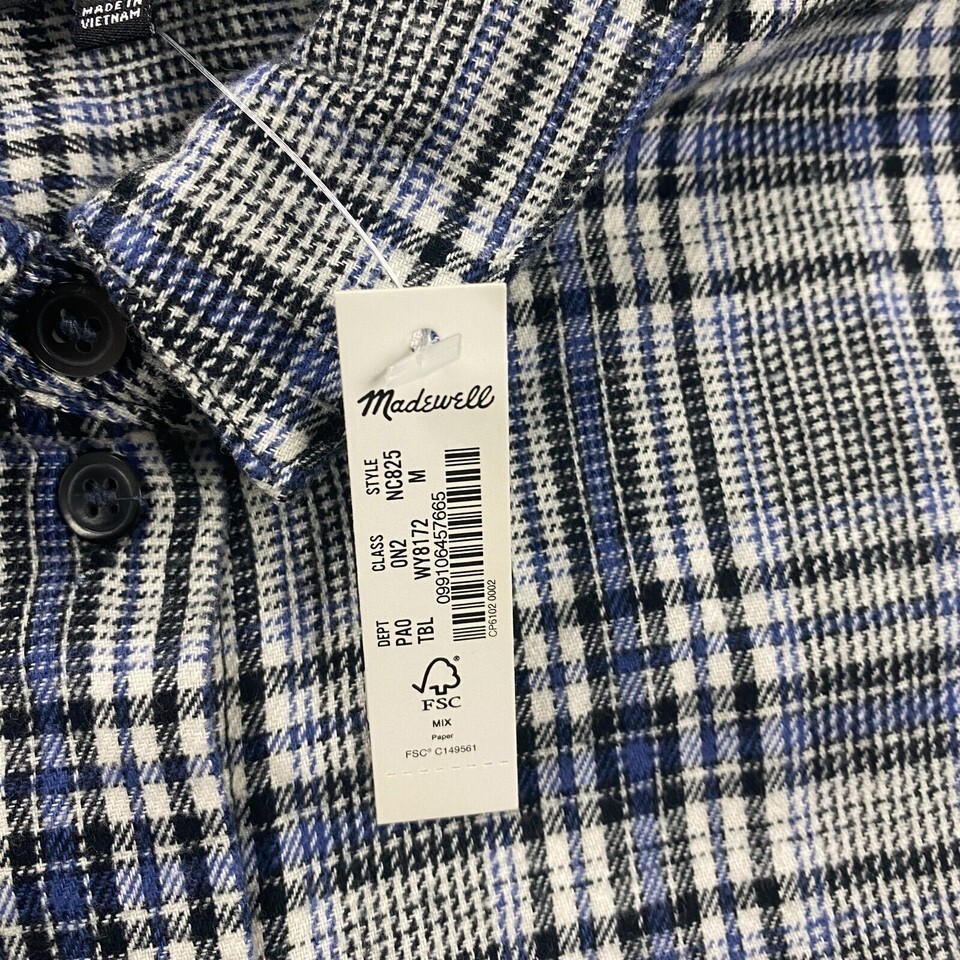 MADE IN
VIETNAM
Madewell
DEPT CLASS STYLE
PA0 0N2 NC825
TBL WY8172 M
099106457665
CP6102 0002
FSC®
MIX
Paper
FSC® C149561